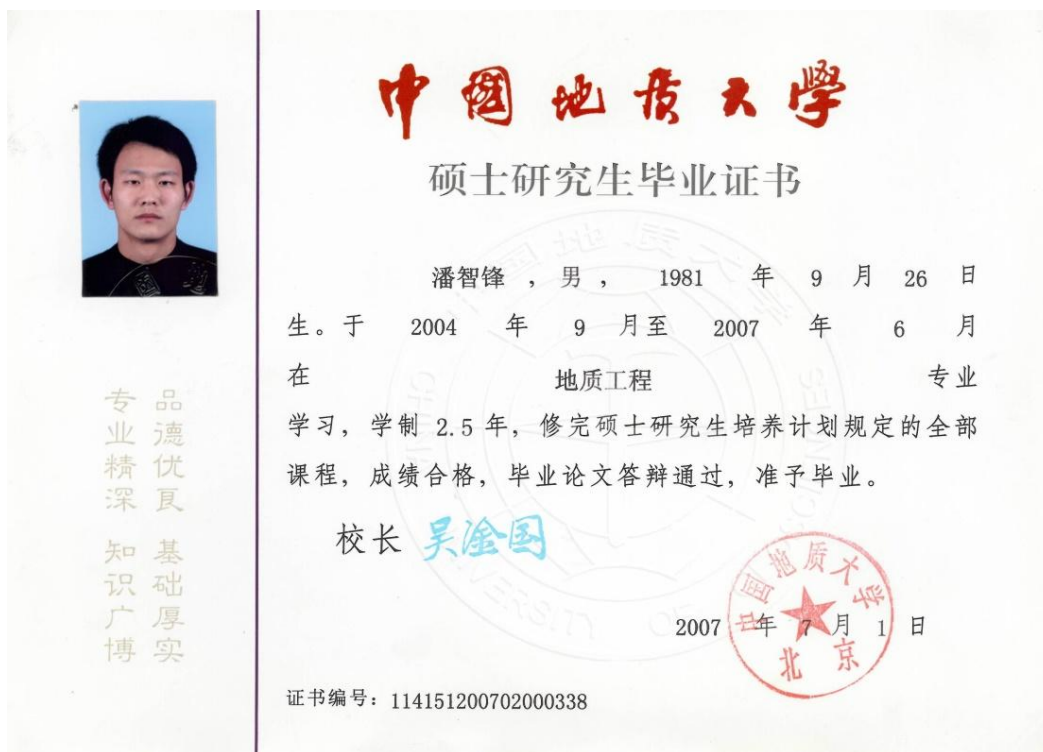 中國地质大學
硕士研究生毕业证书
潘智锋 ，男， 1981 年 9 月 26 日
生。于 2004 年 9 月至 2007 年 6 月
在 地质工程 专业
学习，学制 2.5 年，修完硕士研究生培养计划规定的全部
课程，成绩合格，毕业论文答辩通过，准予毕业。
校长 吴淦国
2007 年 7 月 1 日
中国地质大学
北京
证书编号：114151200702000338
品德优良 基础厚实
专业精深 知识广博